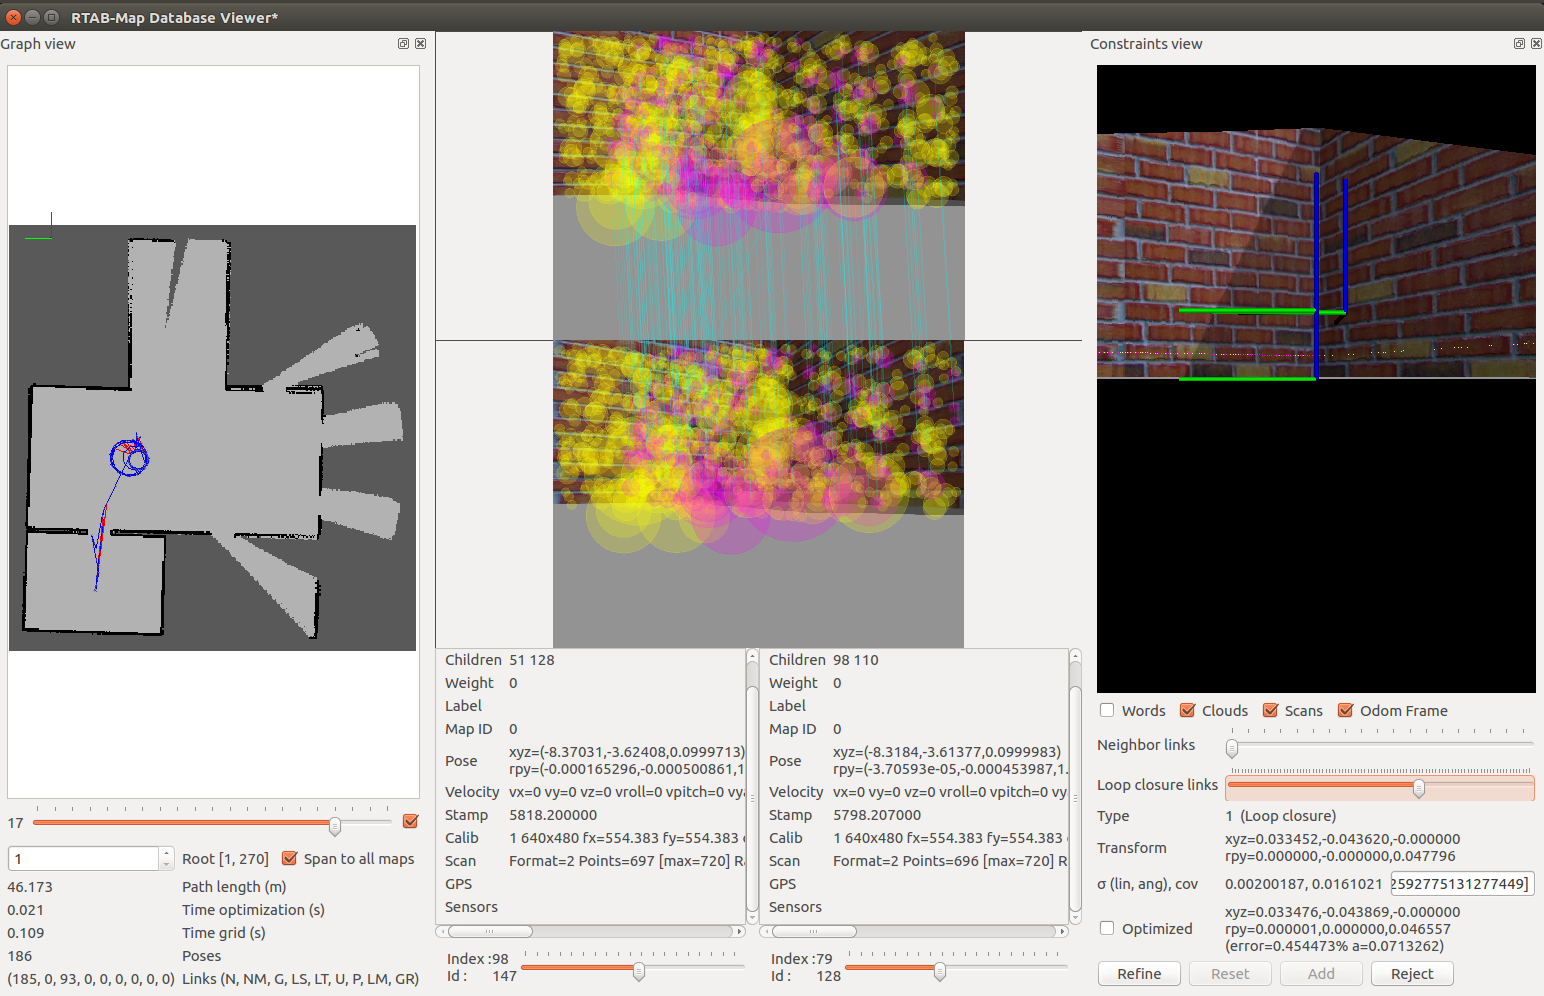 RTAB-Map Database Viewer*
Graph view
17
1
Root [1, 270]
Span to all maps
46.173 Path length (m)
0.021 Time optimization (s)
0.109 Time grid (s)
186 Poses
(185, 0, 93, 0, 0, 0, 0, 0, 0) Links (N, NM, G, LS, LT, U, P, LM, GR)
Children 51 128
Weight 0
Label
Map ID 0
Pose xyz=(-8.37031,-3.62408,0.0999713)
rpy=(-0.000165296,-0.000500861,1
Velocity vx=0 vy=0 vz=0 vroll=0 vpitch=0 vy
Stamp 5818.200000
Calib 1 640x480 fx=554.383 fy=554.383
Scan Format=2 Points=697 [max=720]
GPS
Sensors
Index :98
Id : 147
Children 98 110
Weight 0
Label
Map ID 0
Pose xyz=(-8.3184,-3.61377,0.0999983)
rpy=(-3.70593e-05,-0.000453987,1.
Velocity vx=0 vy=0 vz=0 vroll=0 vpitch=0 vy
Stamp 5798.207000
Calib 1 640x480 fx=554.383 fy=554.383
Scan Format=2 Points=696 [max=720] R
GPS
Sensors
Index :79
Id : 128
Constraints view
Words
Clouds
Scans
Odom Frame
Neighbor links
Loop closure links
Type 1 (Loop closure)
Transform xyz=0.033452,-0.043620,-0.000000
rpy=0.000000,-0.000000,0.047796
σ (lin, ang), cov 0.00200187, 0.0161021 2592775131277449]
Optimized xyz=0.033476,-0.043869,-0.000000
rpy=0.000001,0.000000,0.046557
(error=0.454473% a=0.0713262)
Refine
Reset
Add
Reject